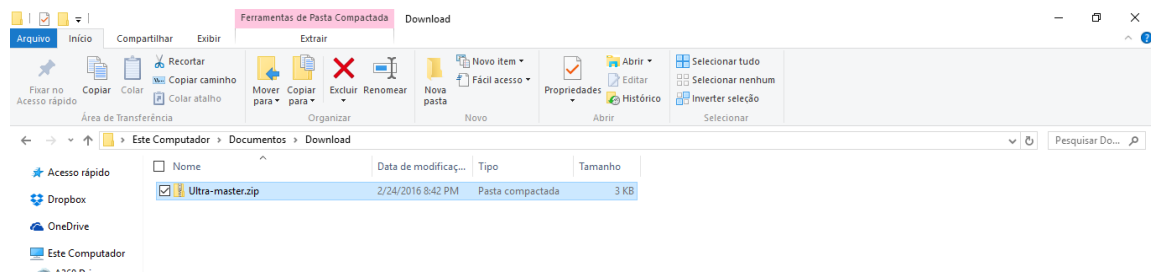 Ferramentas de Pasta Compactada Download
Arquivo Início Compartilhar Exibir Extrair
Fixar no Acesso rápido
Copiar
Colar
Recortar
Copiar caminho
Colar atalho
Área de Transferência
Mover para
Copiar para
Excluir
Renomear
Organizar
Nova pasta
Novo item
Fácil acesso
Novo
Propriedades
Abrir
Editar
Histórico
Abrir
Selecionar tudo
Selecionar nenhum
Inverter seleção
Selecionar
Este Computador > Documentos > Download
Pesquisar Do...
Nome Data de modificaç... Tipo Tamanho
Ultra-master.zip 2/24/2016 8:42 PM Pasta compactada 3 KB
Acesso rápido
Dropbox
OneDrive
Este Computador